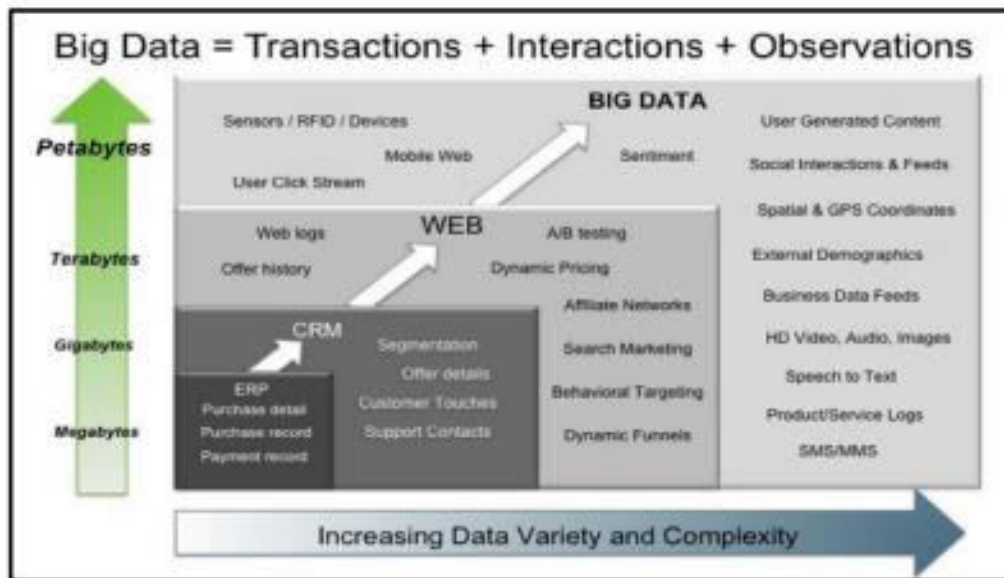 Big Data = Transactions + Interactions + Observations
Petabytes
Terabytes
Gigabytes
Megabytes
BIG DATA
Sensors / RFID / Devices
Mobile Web
Sentiment
User Click Stream
User Generated Content
Social Interactions & Feeds
Spatial & GPS Coordinates
External Demographics
Business Data Feeds
HD Video, Audio, Images
Speech to Text
Product/Service Logs
SMS/MMS
WEB
Web logs
A/B testing
Offer history
Dynamic Pricing
Affiliate Networks
Search Marketing
Behavioral Targeting
Dynamic Funnels
CRM
Segmentation
Offer details
Customer Touches
Support Contacts
ERP
Purchase detail
Purchase record
Payment record
Increasing Data Variety and Complexity